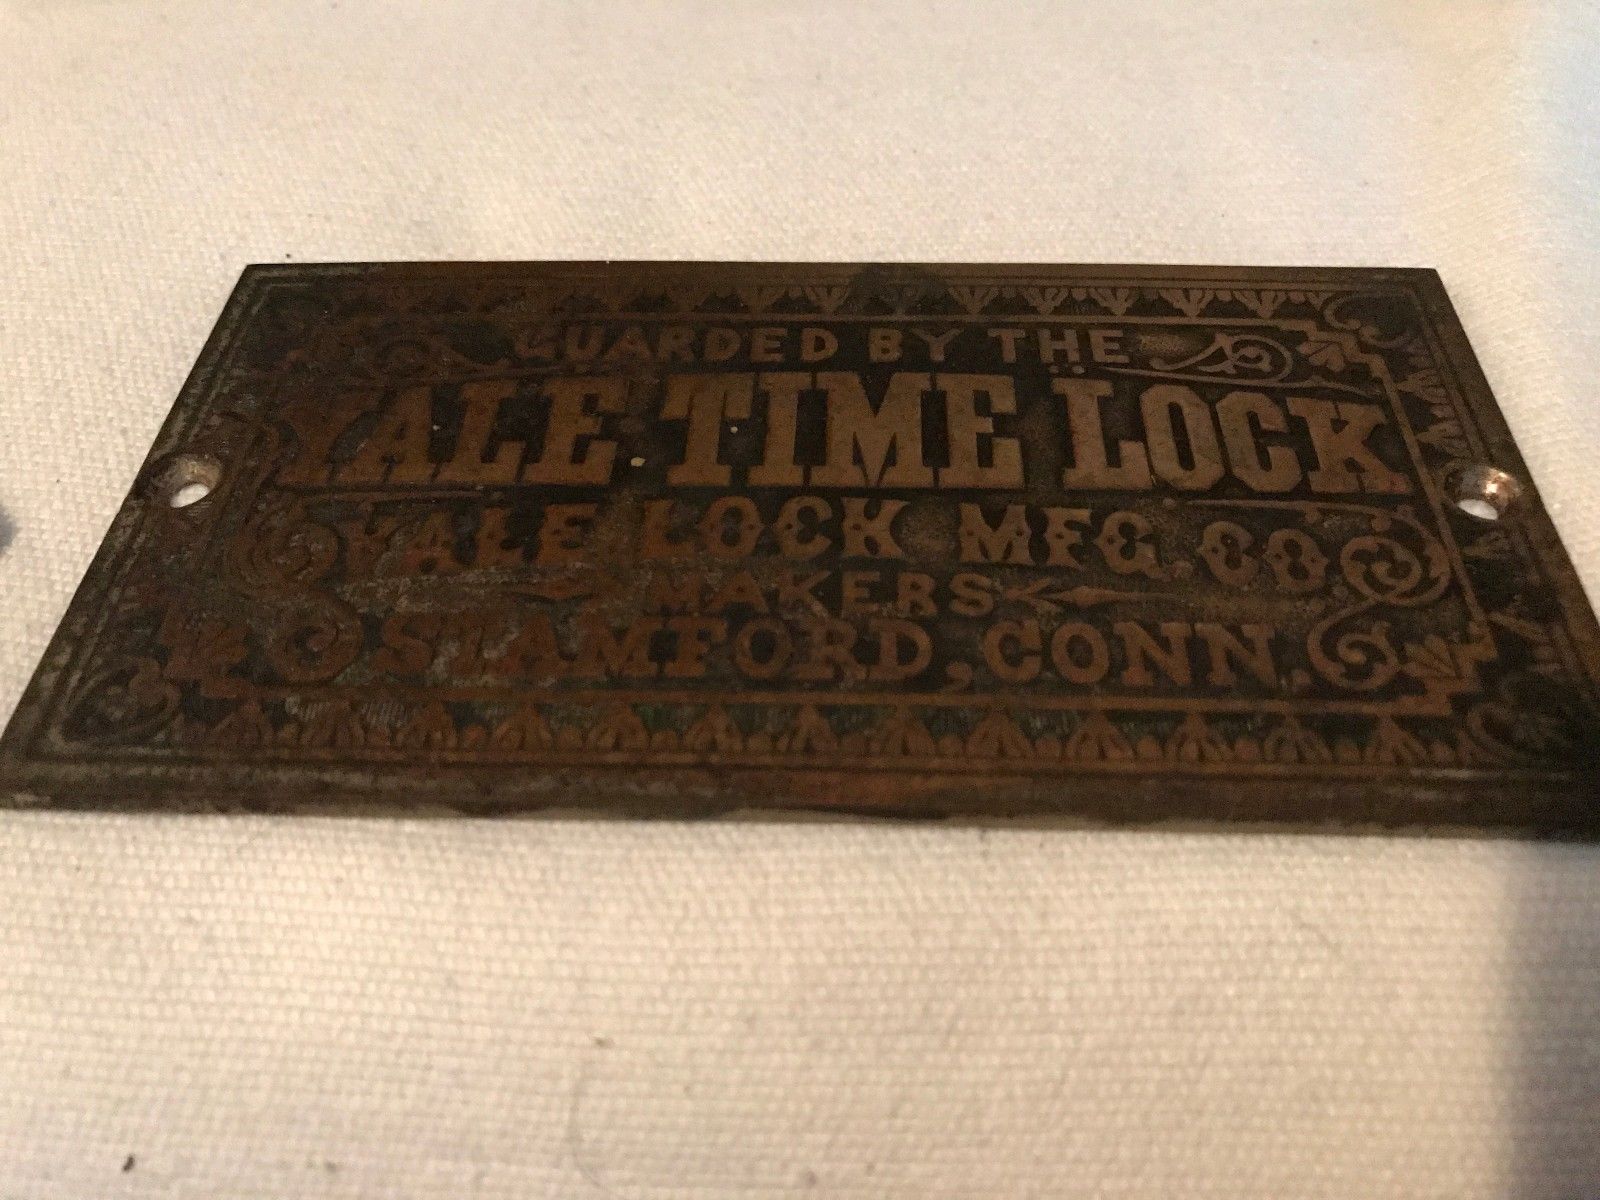 GUARDED BY THE
YALE TIME LOCK
YALE LOCK MFG. CO
MAKERS
STAMFORD, CONN.